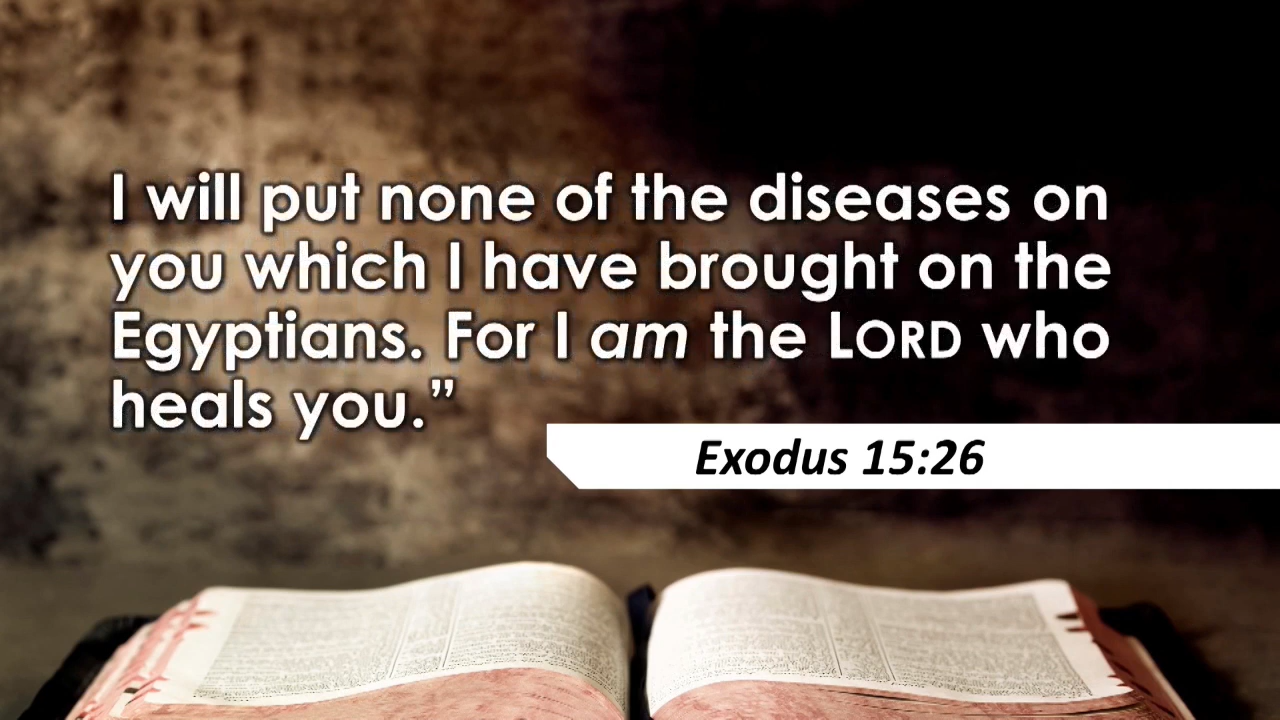 I will put none of the diseases on
you which I have brought on the
Egyptians. For I am the LORD who
heals you.”
Exodus 15:26